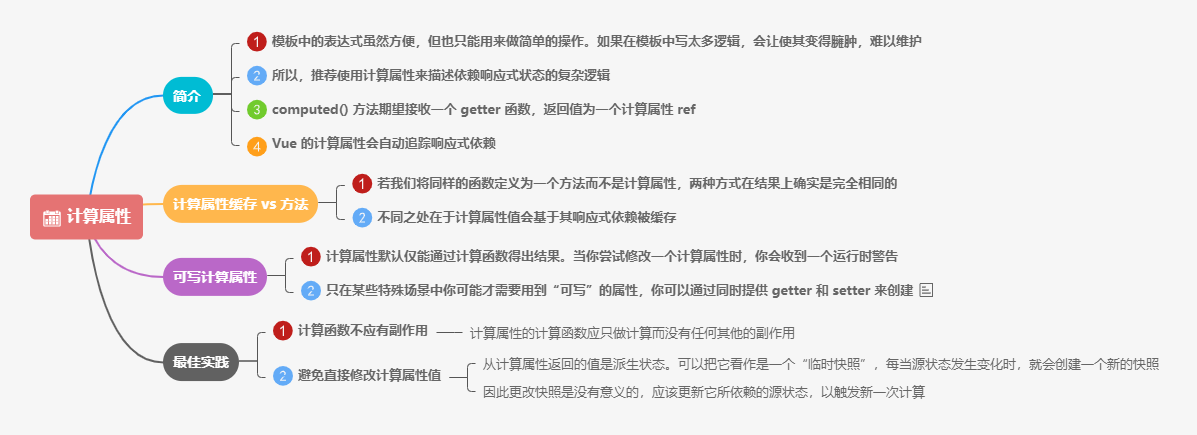 计算属性
简介
1 模板中的表达式虽然方便，但也只能用来做简单的操作。如果在模板中写太多逻辑，会让使其变得臃肿，难以维护
2 所以，推荐使用计算属性来描述依赖响应式状态的复杂逻辑
3 computed() 方法期望接收一个 getter 函数，返回值为一个计算属性 ref
4 Vue 的计算属性会自动追踪响应式依赖
计算属性缓存 vs 方法
1 若我们将同样的函数定义为一个方法而不是计算属性，两种方式在结果上确实是完全相同的
2 不同之处在于计算属性值会基于其响应式依赖被缓存
可写计算属性
1 计算属性默认仅能通过计算函数得出结果。当你尝试修改一个计算属性时，你会收到一个运行时警告
2 只在某些特殊场景中你可能才需要用到“可写”的属性，你可以通过同时提供 getter 和 setter 来创建
最佳实践
1 计算函数不应有副作用
计算属性的计算函数应只做计算而没有任何其他的副作用
2 避免直接修改计算属性值
从计算属性返回的值是派生状态。可以把它看作是一个“临时快照”，每当源状态发生变化时，就会创建一个新的快照
因此更改快照是没有意义的，应该更新它所依赖的源状态，以触发新一次计算